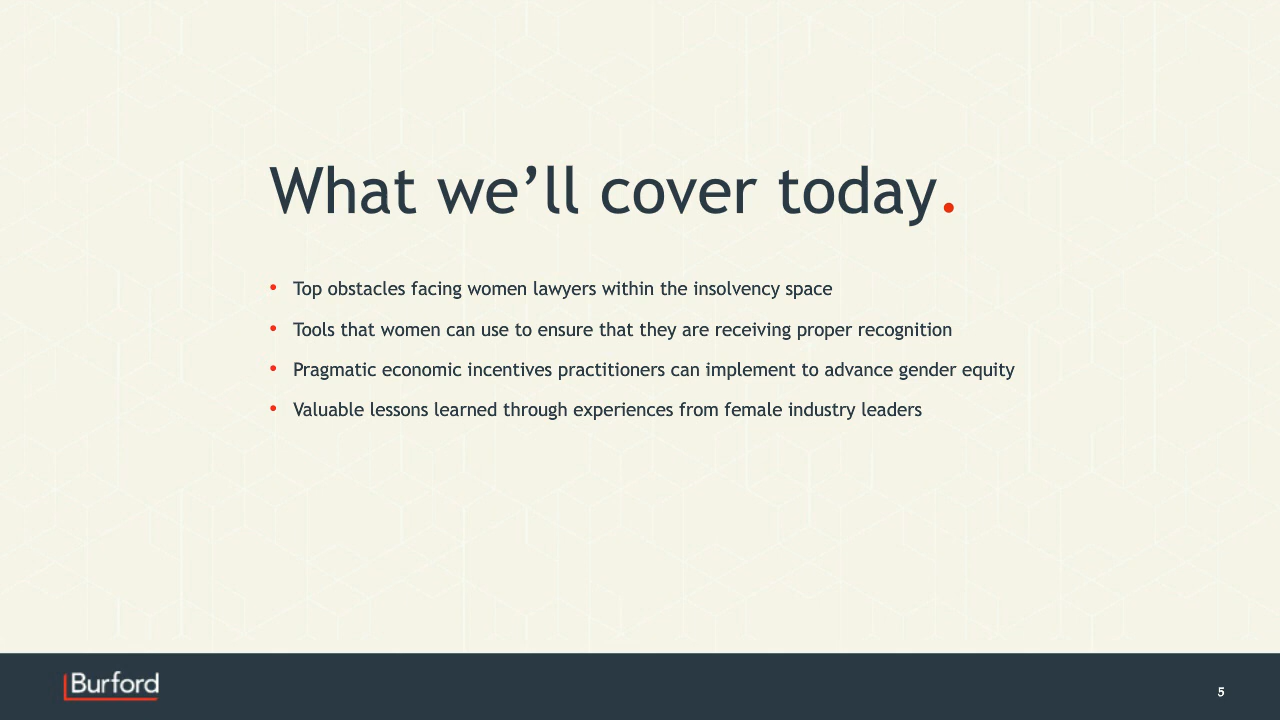 What we’ll cover today.
• Top obstacles facing women lawyers within the insolvency space
• Tools that women can use to ensure that they are receiving proper recognition
• Pragmatic economic incentives practitioners can implement to advance gender equity
• Valuable lessons learned through experiences from female industry leaders
Burford
5